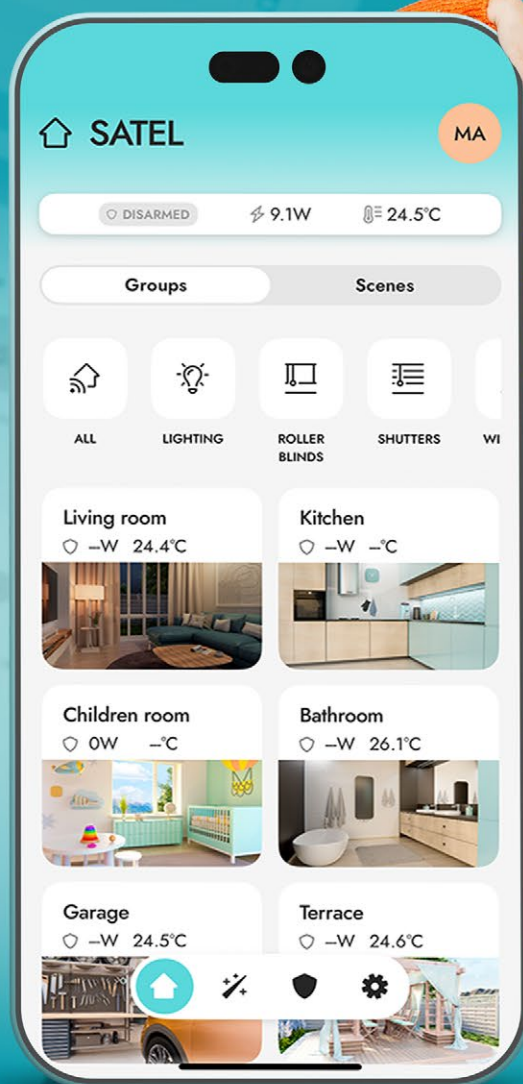 SATEL
MA
DISARMED 9.1W 24.5°C
Groups Scenes
ALL LIGHTING ROLLER BLINDS SHUTTERS WI
Living room
–W 24.4°C
Kitchen
–W –°C
Children room
0W –°C
Bathroom
–W 26.1°C
Garage
–W 24.5°C
Terrace
–W 24.6°C